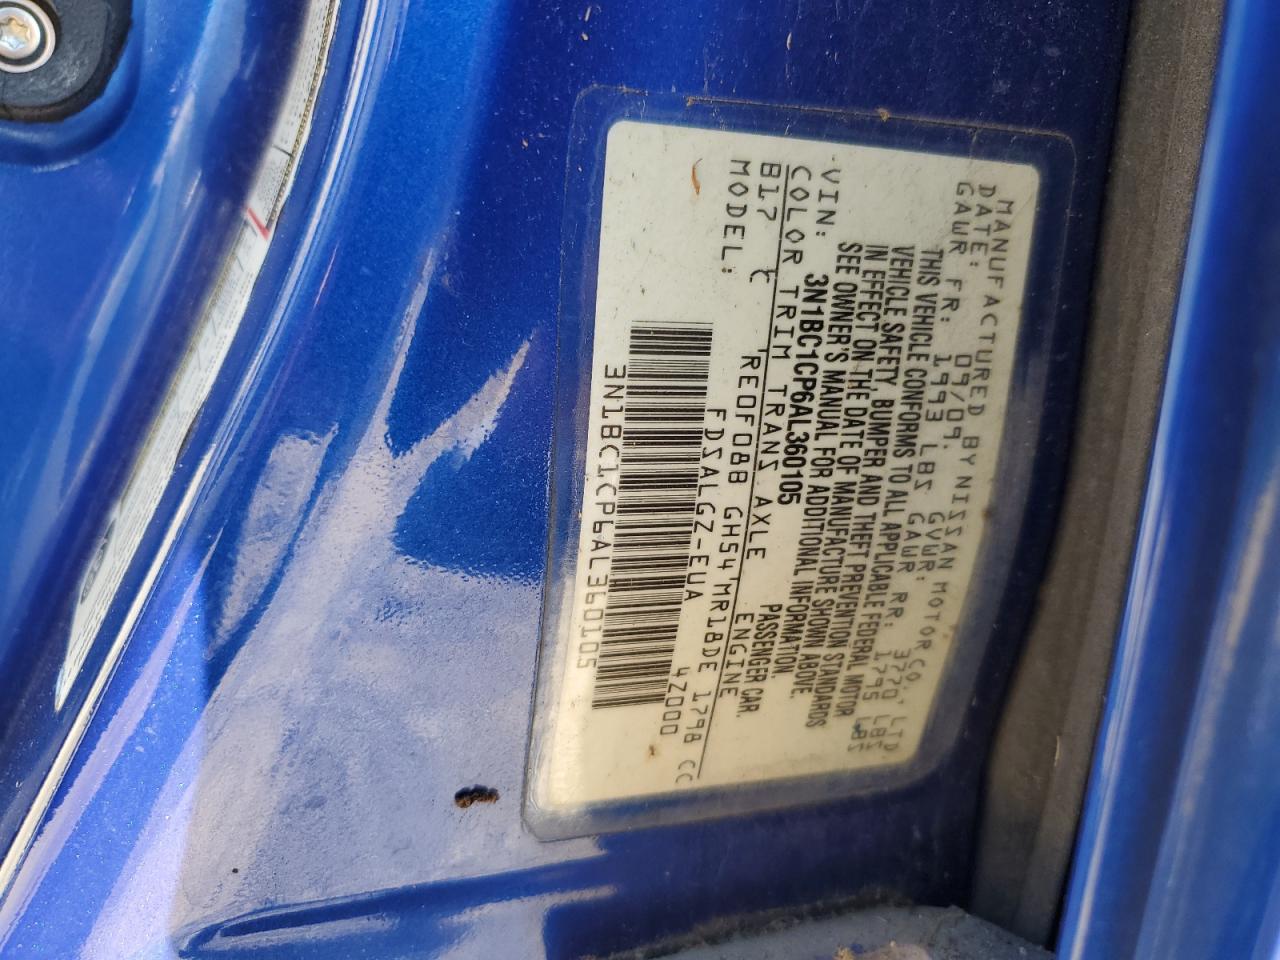 MANUFACTURED BY NISSAN MOTOR CO., LTD
DATE: 09/09. GVWR: 3770 LBS
GAWR FR: 1993 LBS GAWR RR: 1795 LBS
THIS VEHICLE CONFORMS TO ALL APPLICABLE FEDERAL MOTOR
VEHICLE SAFETY, BUMPER AND THEFT PREVENTION STANDARDS
IN EFFECT ON THE DATE OF MANUFACTURE SHOWN ABOVE.
SEE OWNER'S MANUAL FOR ADDITIONAL INFORMATION.
VIN: 3N1BC1CP6AL360105 PASSENGER CAR.
COLOR TRIM TRANS AXLE ENGINE
B17 C RE0F08B GH54 MR18DE 1798 CC
MODEL: FDSALGZ-EUA 4Z000
3N1BC1CP6AL360105